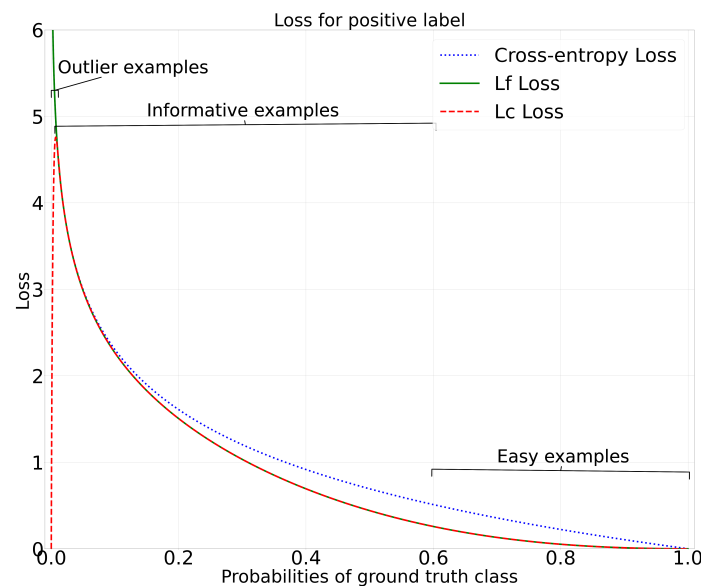 Loss for positive label
6
Outlier examples
Cross-entropy Loss
Lf Loss
Lc Loss
Informative examples
5
4
3
Loss
2
1
Easy examples
0
0.0 0.2 0.4 0.6 0.8 1.0
Probabilities of ground truth class